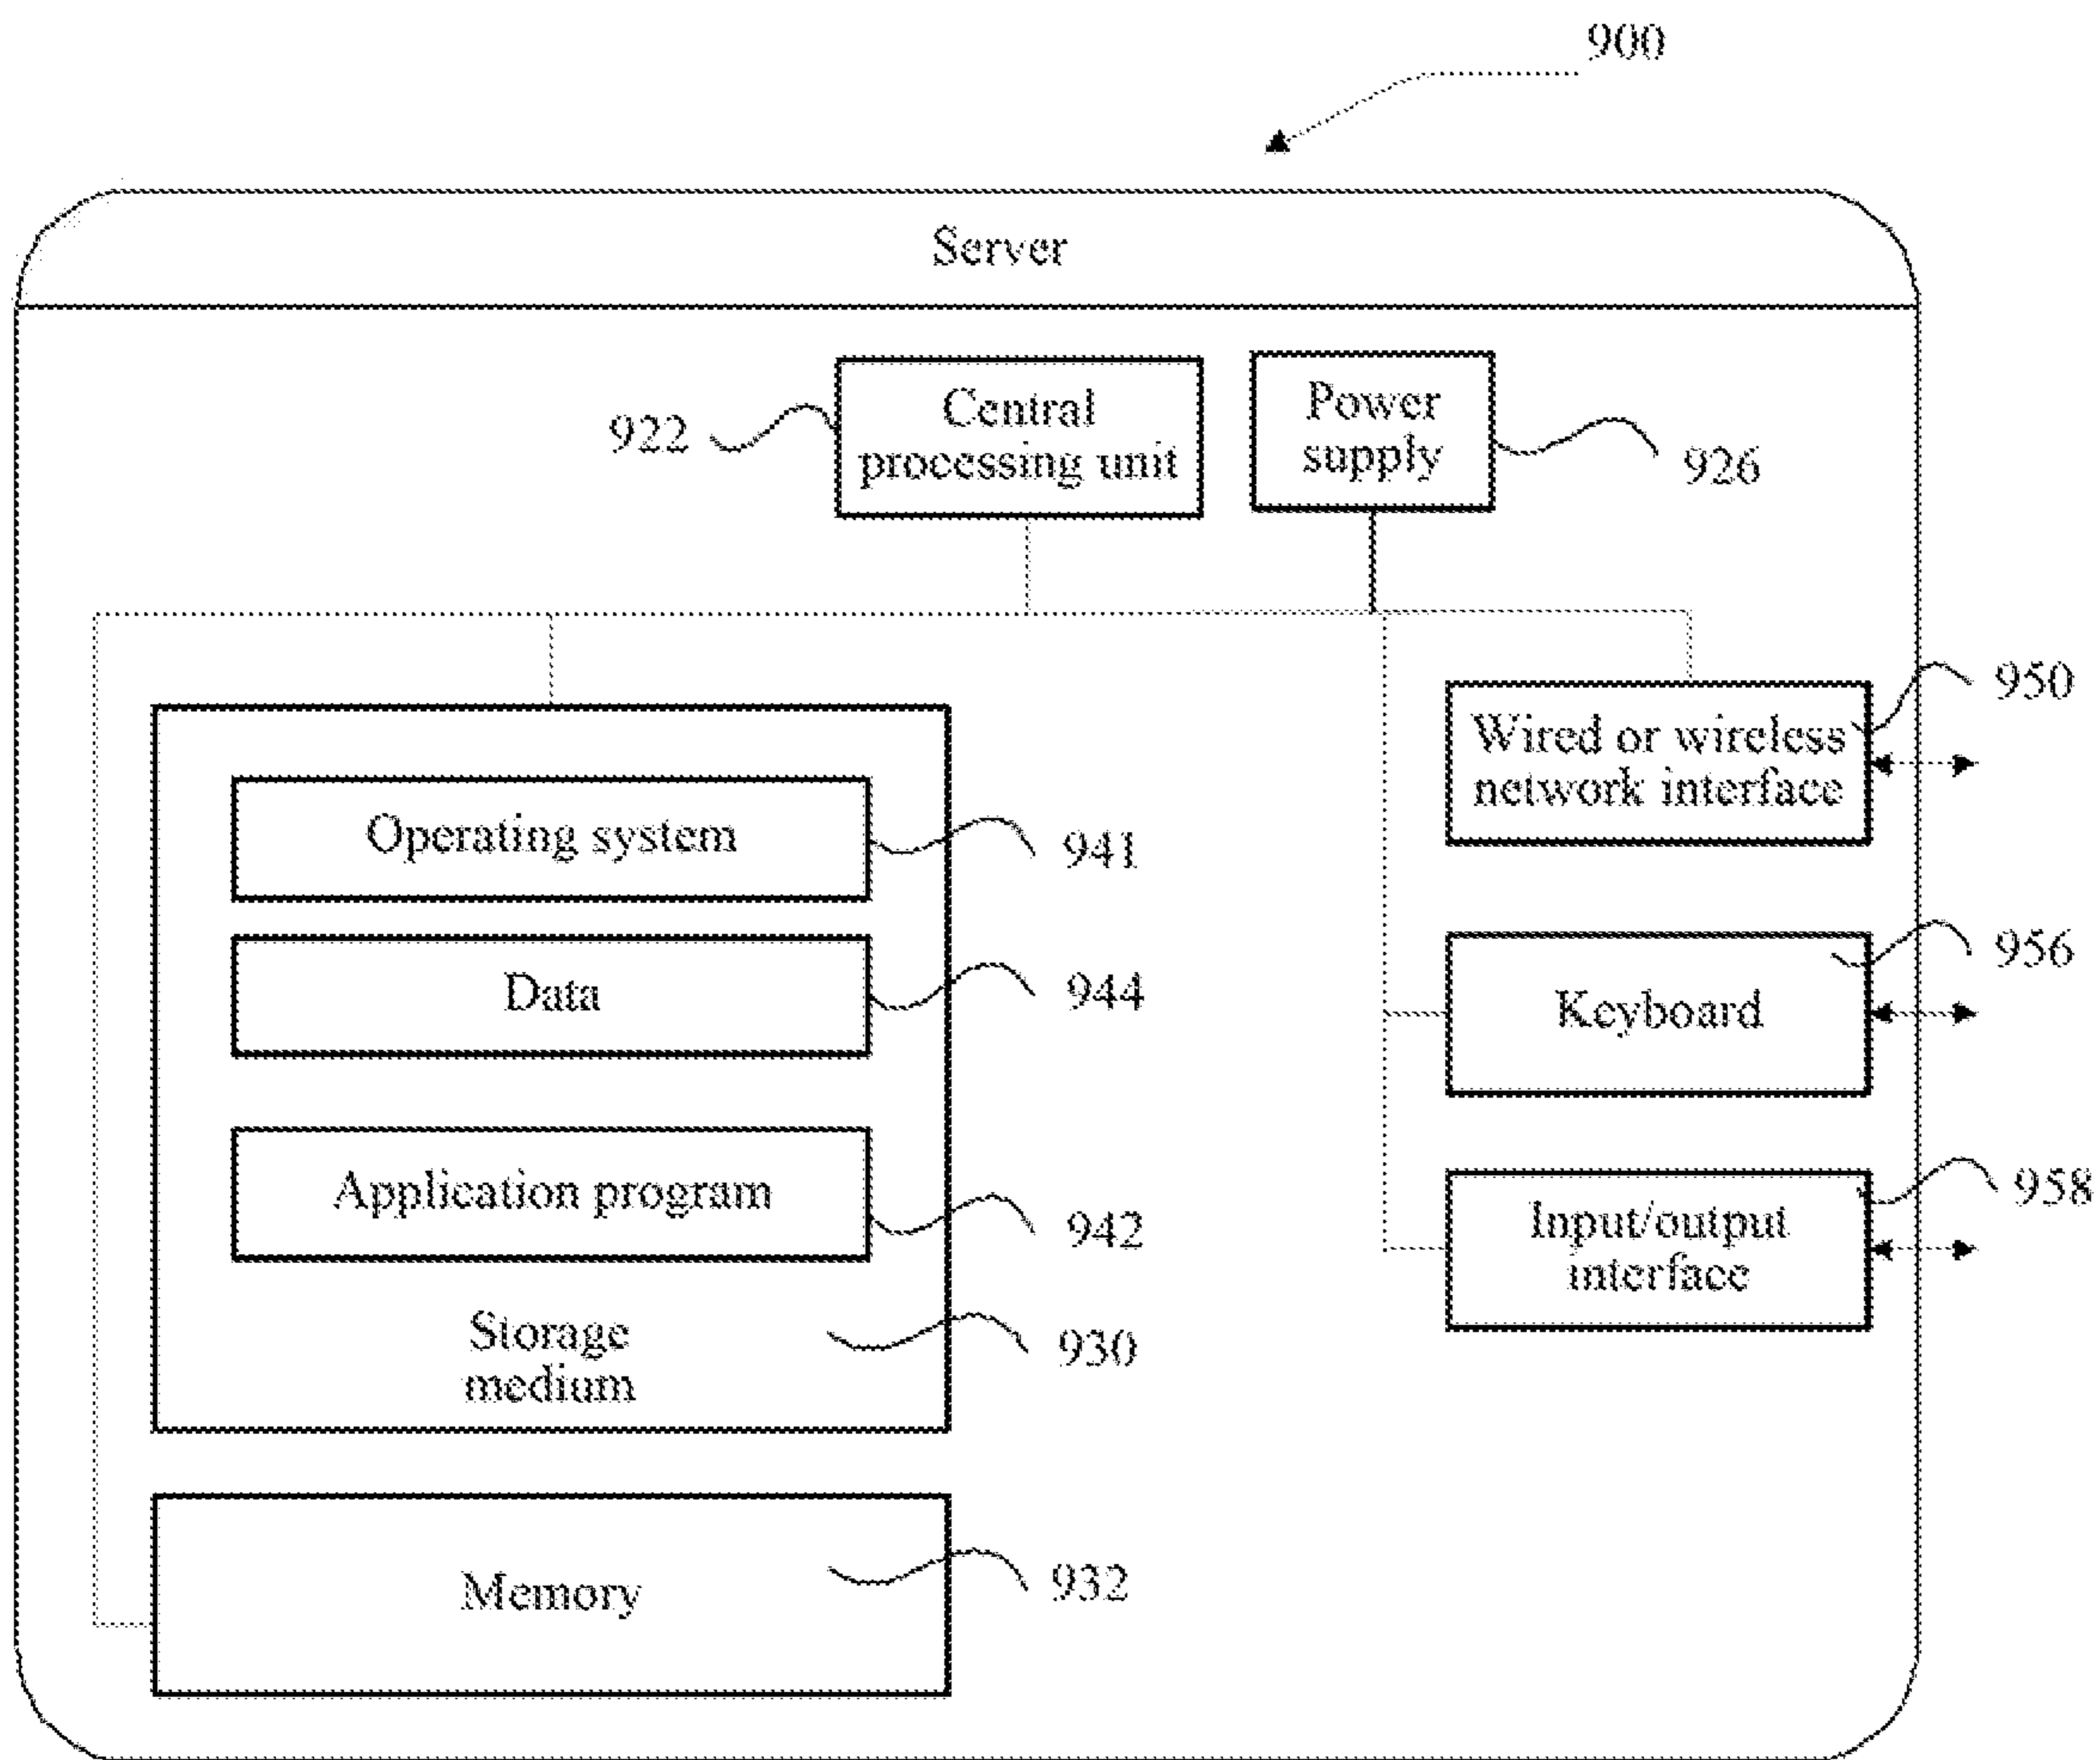 900
Server
Central
processing unit
922
Power
supply
926
950
Wired or wireless
network interface
Operating system
941
956
Data
944
Keyboard
Application program
942
958
Input/output
interface
Storage
medium
930
Memory
932